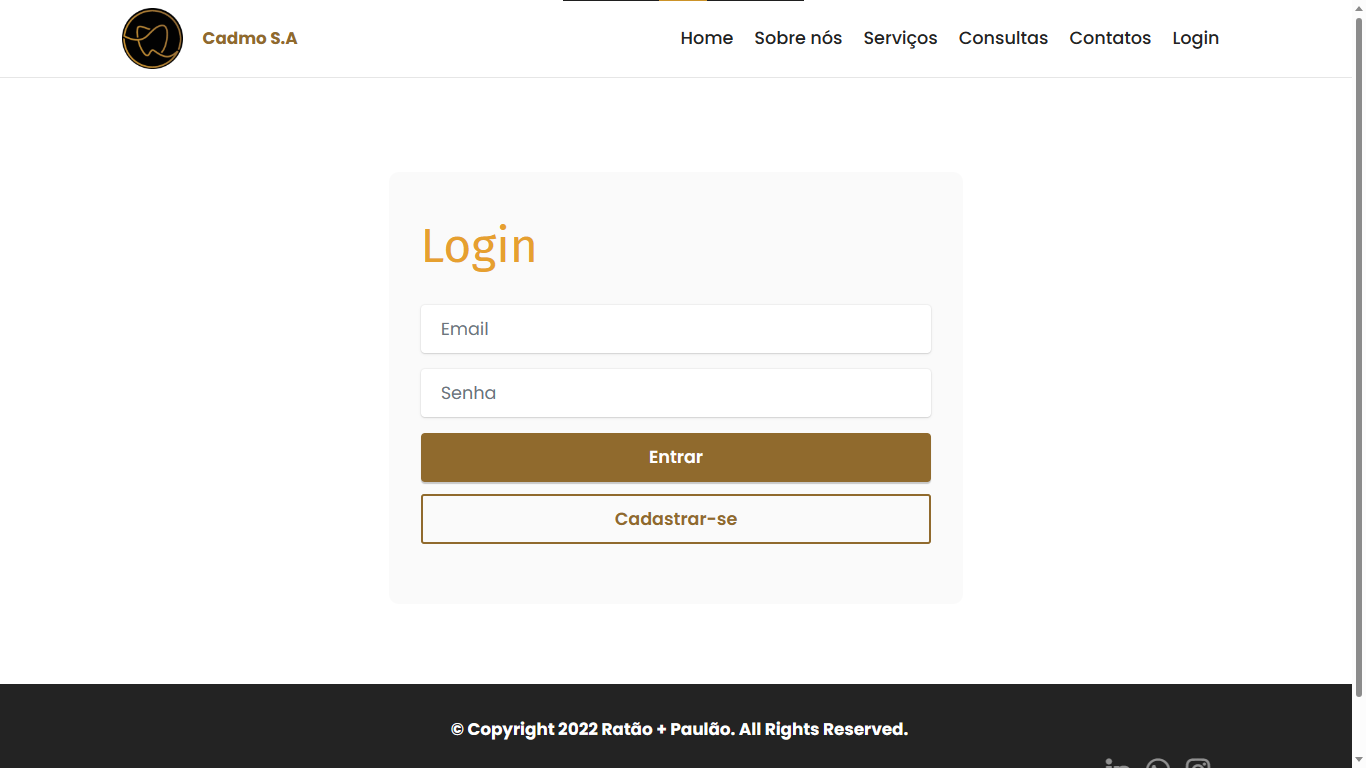 Cadmo S.A
Home Sobre nós Serviços Consultas Contatos Login
Login
Email
Senha
Entrar
Cadastrar-se
© Copyright 2022 Ratão + Paulão. All Rights Reserved.